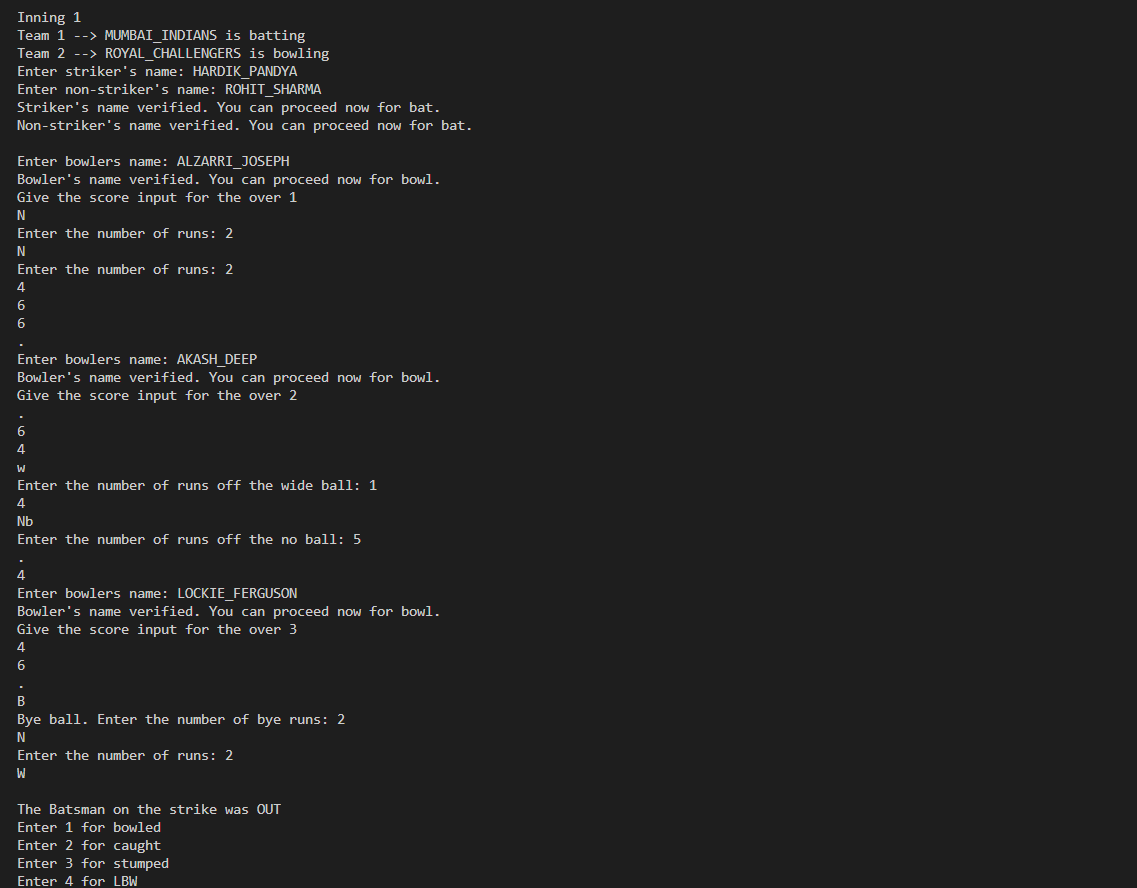 Inning 1
Team 1 --> MUMBAI_INDIANS is batting
Team 2 --> ROYAL_CHALLENGERS is bowling
Enter striker's name: HARDIK_PANDYA
Enter non-striker's name: ROHIT_SHARMA
Striker's name verified. You can proceed now for bat.
Non-striker's name verified. You can proceed now for bat.
Enter bowlers name: ALZARRI_JOSEPH
Bowler's name verified. You can proceed now for bowl.
Give the score input for the over 1
N
Enter the number of runs: 2
N
Enter the number of runs: 2
4
6
6
.
Enter bowlers name: AKASH_DEEP
Bowler's name verified. You can proceed now for bowl.
Give the score input for the over 2
.
6
4
w
Enter the number of runs off the wide ball: 1
4
Nb
Enter the number of runs off the no ball: 5
.
4
Enter bowlers name: LOCKIE_FERGUSON
Bowler's name verified. You can proceed now for bowl.
Give the score input for the over 3
4
6
.
B
Bye ball. Enter the number of bye runs: 2
N
Enter the number of runs: 2
W
The Batsman on the strike was OUT
Enter 1 for bowled
Enter 2 for caught
Enter 3 for stumped
Enter 4 for LBW